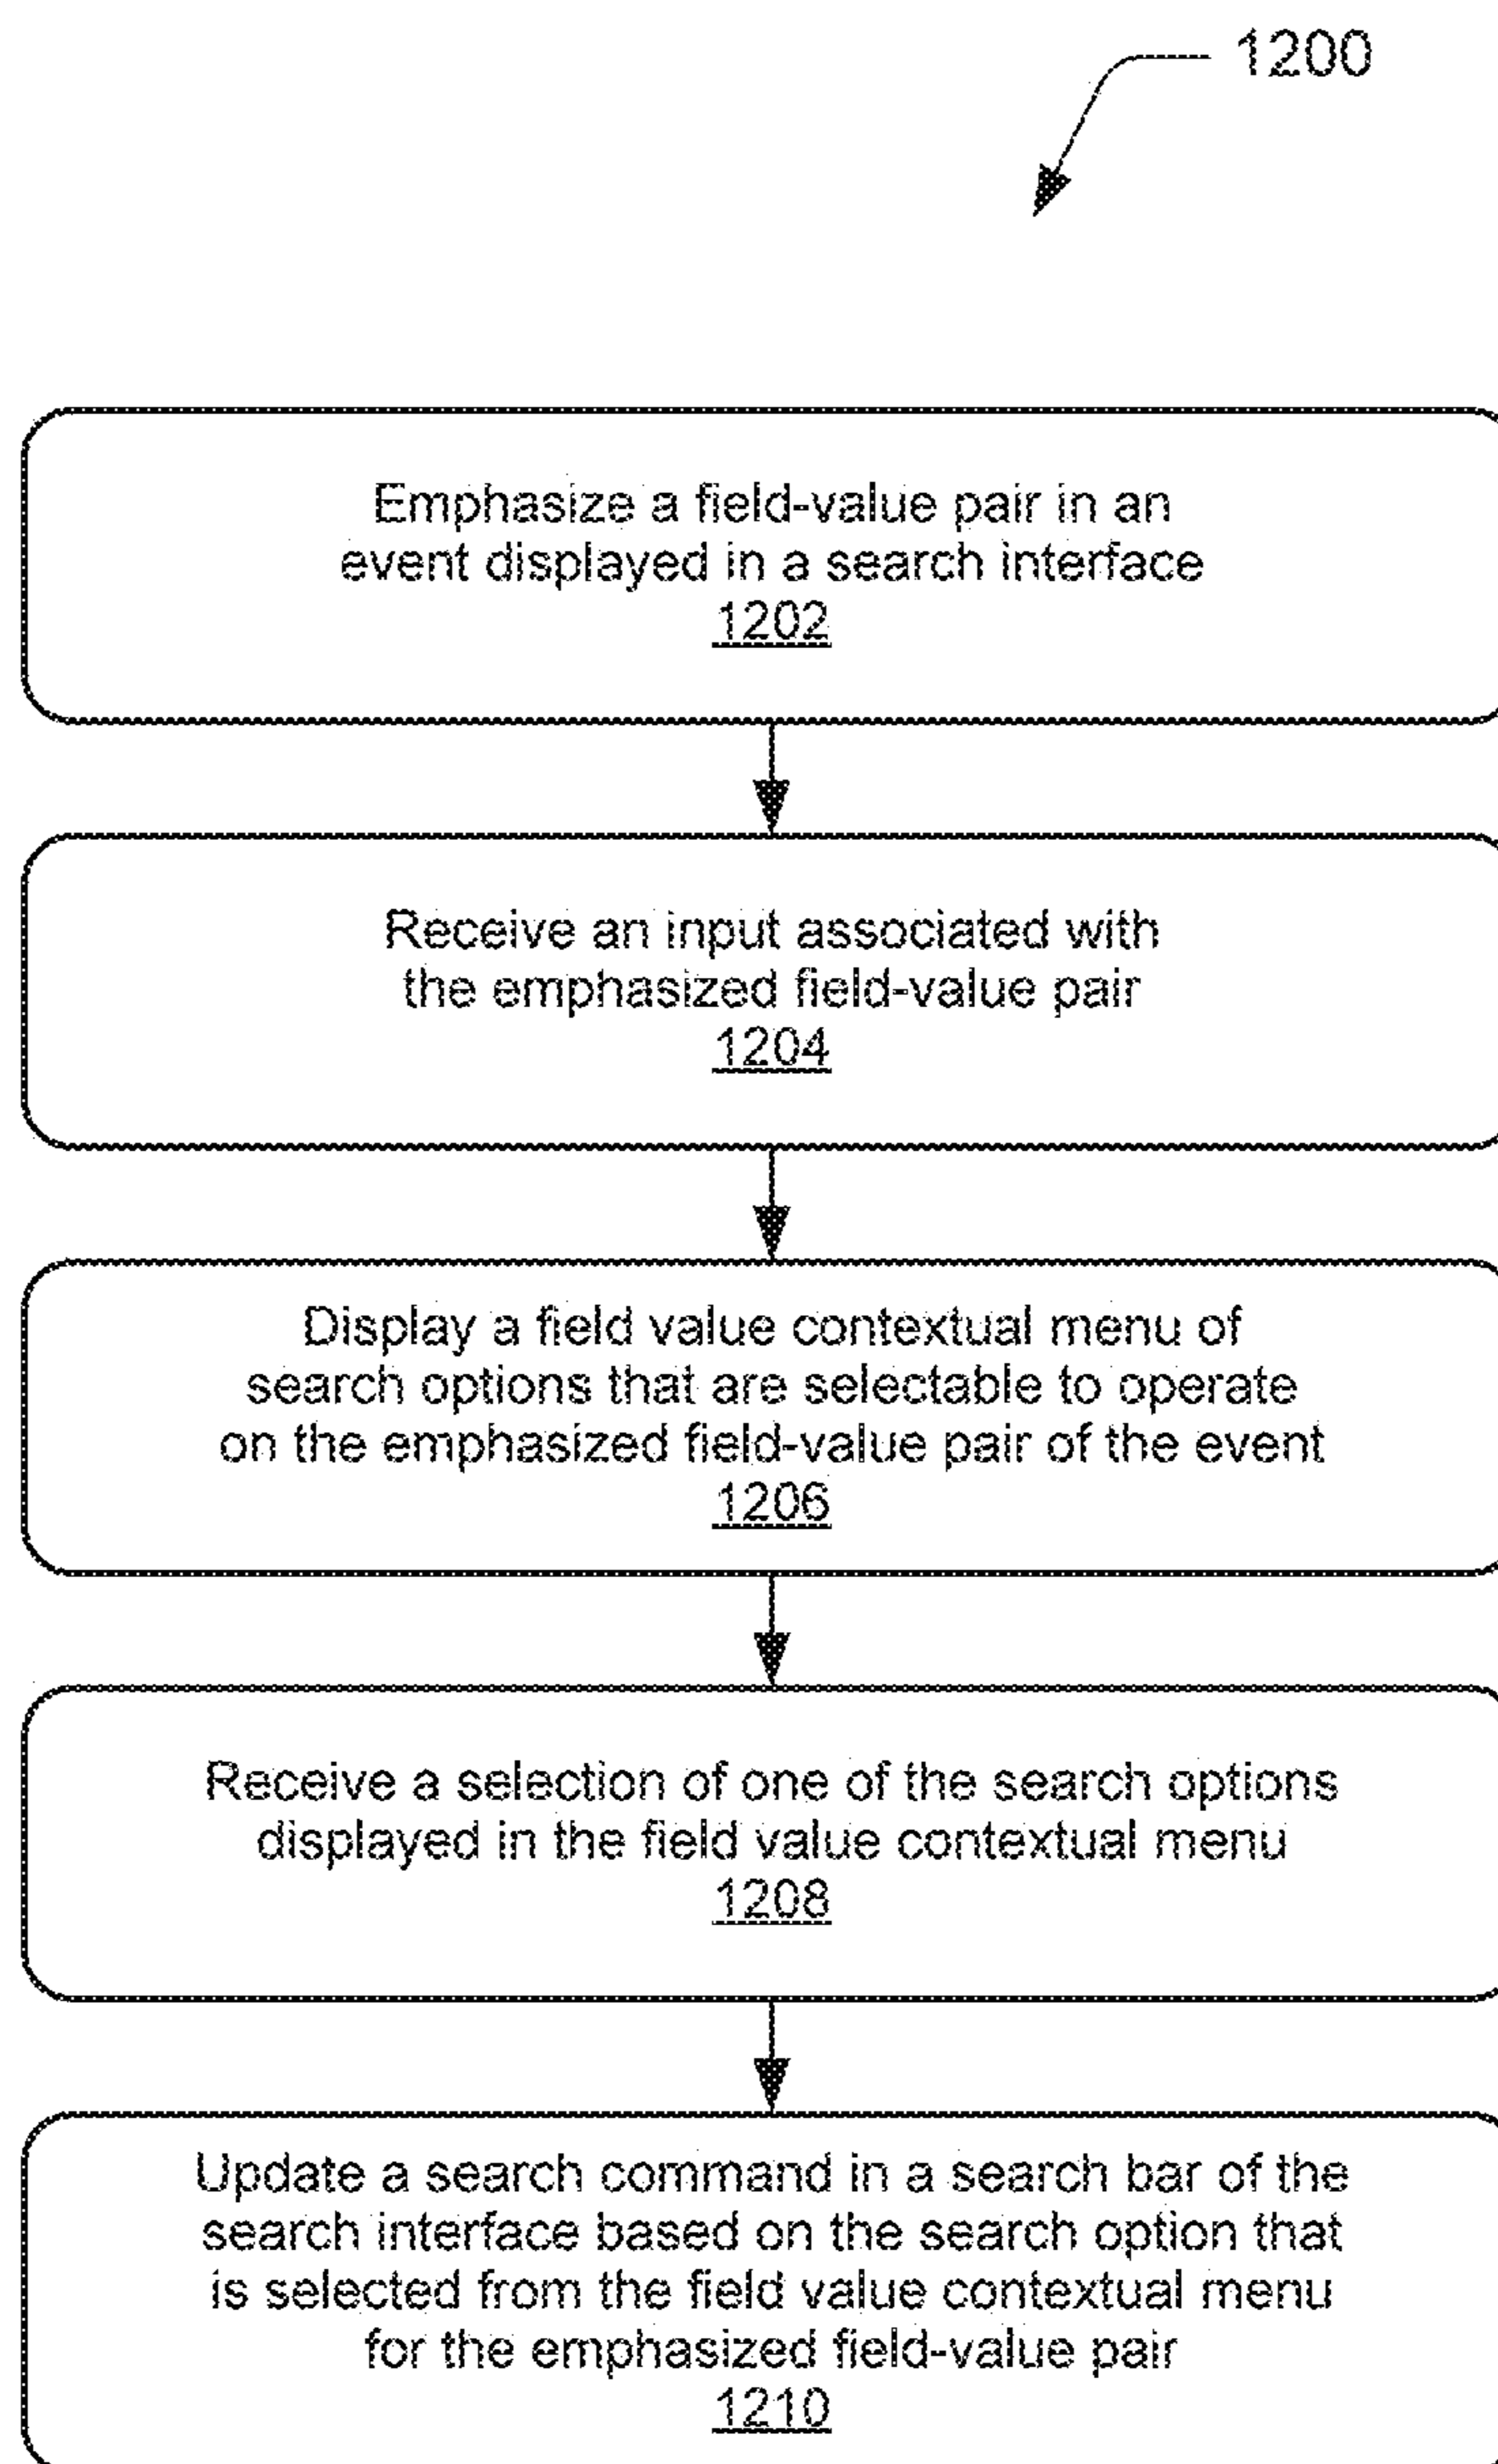 1200
Emphasize a field-value pair in an
event displayed in a search interface
1202
Receive an input associated with
the emphasized field-value pair
1204
Display a field value contextual menu of
search options that are selectable to operate
on the emphasized field-value pair of the event
1206
Receive a selection of one of the search options
displayed in the field value contextual menu
1208
Update a search command in a search bar of the
search interface based on the search option that
is selected from the field value contextual menu
for the emphasized field-value pair
1210